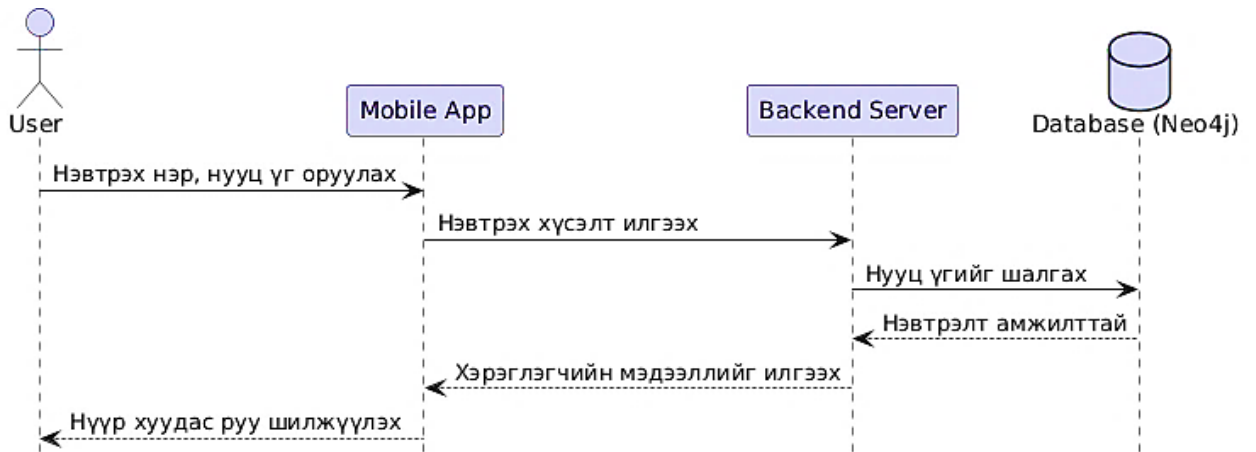 User
Mobile App
Backend Server
Database (Neo4j)
Нэвтрэх нэр, нууц үг оруулах
Нэвтрэх хүсэлт илгээх
Нууц үгийг шалгах
Нэвтрэлт амжилттай
Хэрэглэгчийн мэдээллийг илгээх
Нүүр хуудас руу шилжүүлэх